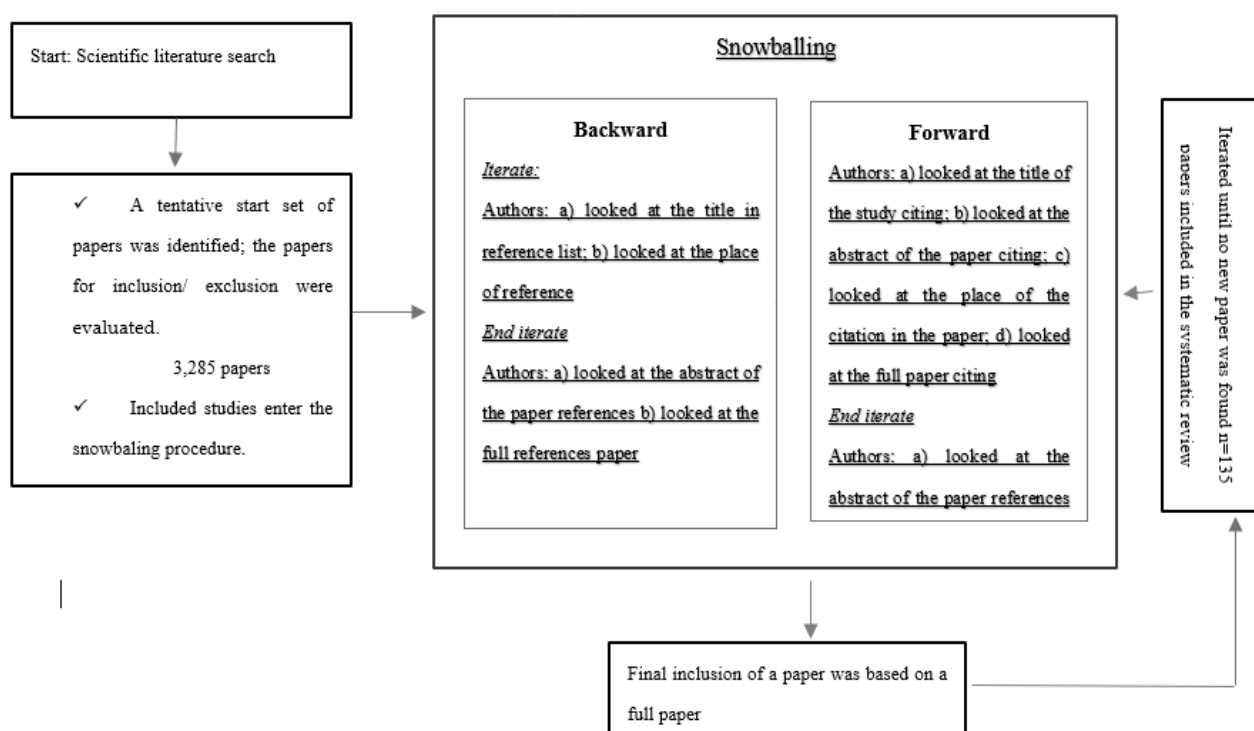 Start: Scientific literature search
✓ A tentative start set of
papers was identified; the papers
for inclusion/ exclusion were
evaluated.
3,285 papers
✓ Included studies enter the
snowbaling procedure.
Snowballing
Backward
Iterate:
Authors: a) looked at the title in
reference list; b) looked at the place
of reference
End iterate
Authors: a) looked at the abstract of
the paper references b) looked at the
full references paper
Forward
Authors: a) looked at the title of
the study citing; b) looked at the
abstract of the paper citing; c)
looked at the place of the
citation in the paper; d) looked
at the full paper citing
End iterate
Authors: a) looked at the
abstract of the paper references
Iterated until no new paper was found n=135
papers included in the systematic review
Final inclusion of a paper was based on a
full paper